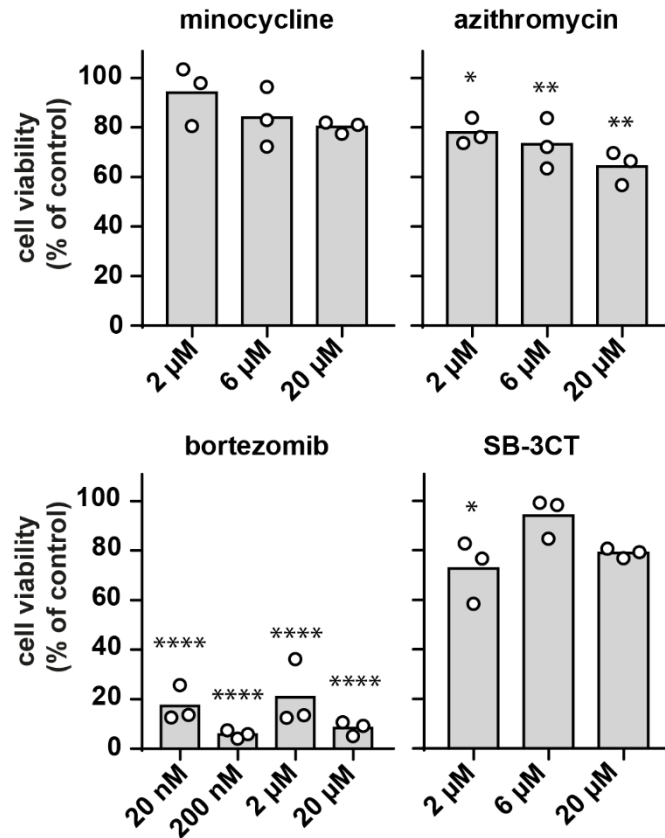 minocycline
azithromycin
cell viability
(% of control)
100
80
60
40
20
0
* ** **
2 µM 6 µM 20 µM
2 µM 6 µM 20 µM
bortezomib
SB-3CT
cell viability
(% of control)
100
80
60
40
20
0
**** **** **** ****
*
20 nM 200 nM 2 µM 20 µM
2 µM 6 µM 20 µM